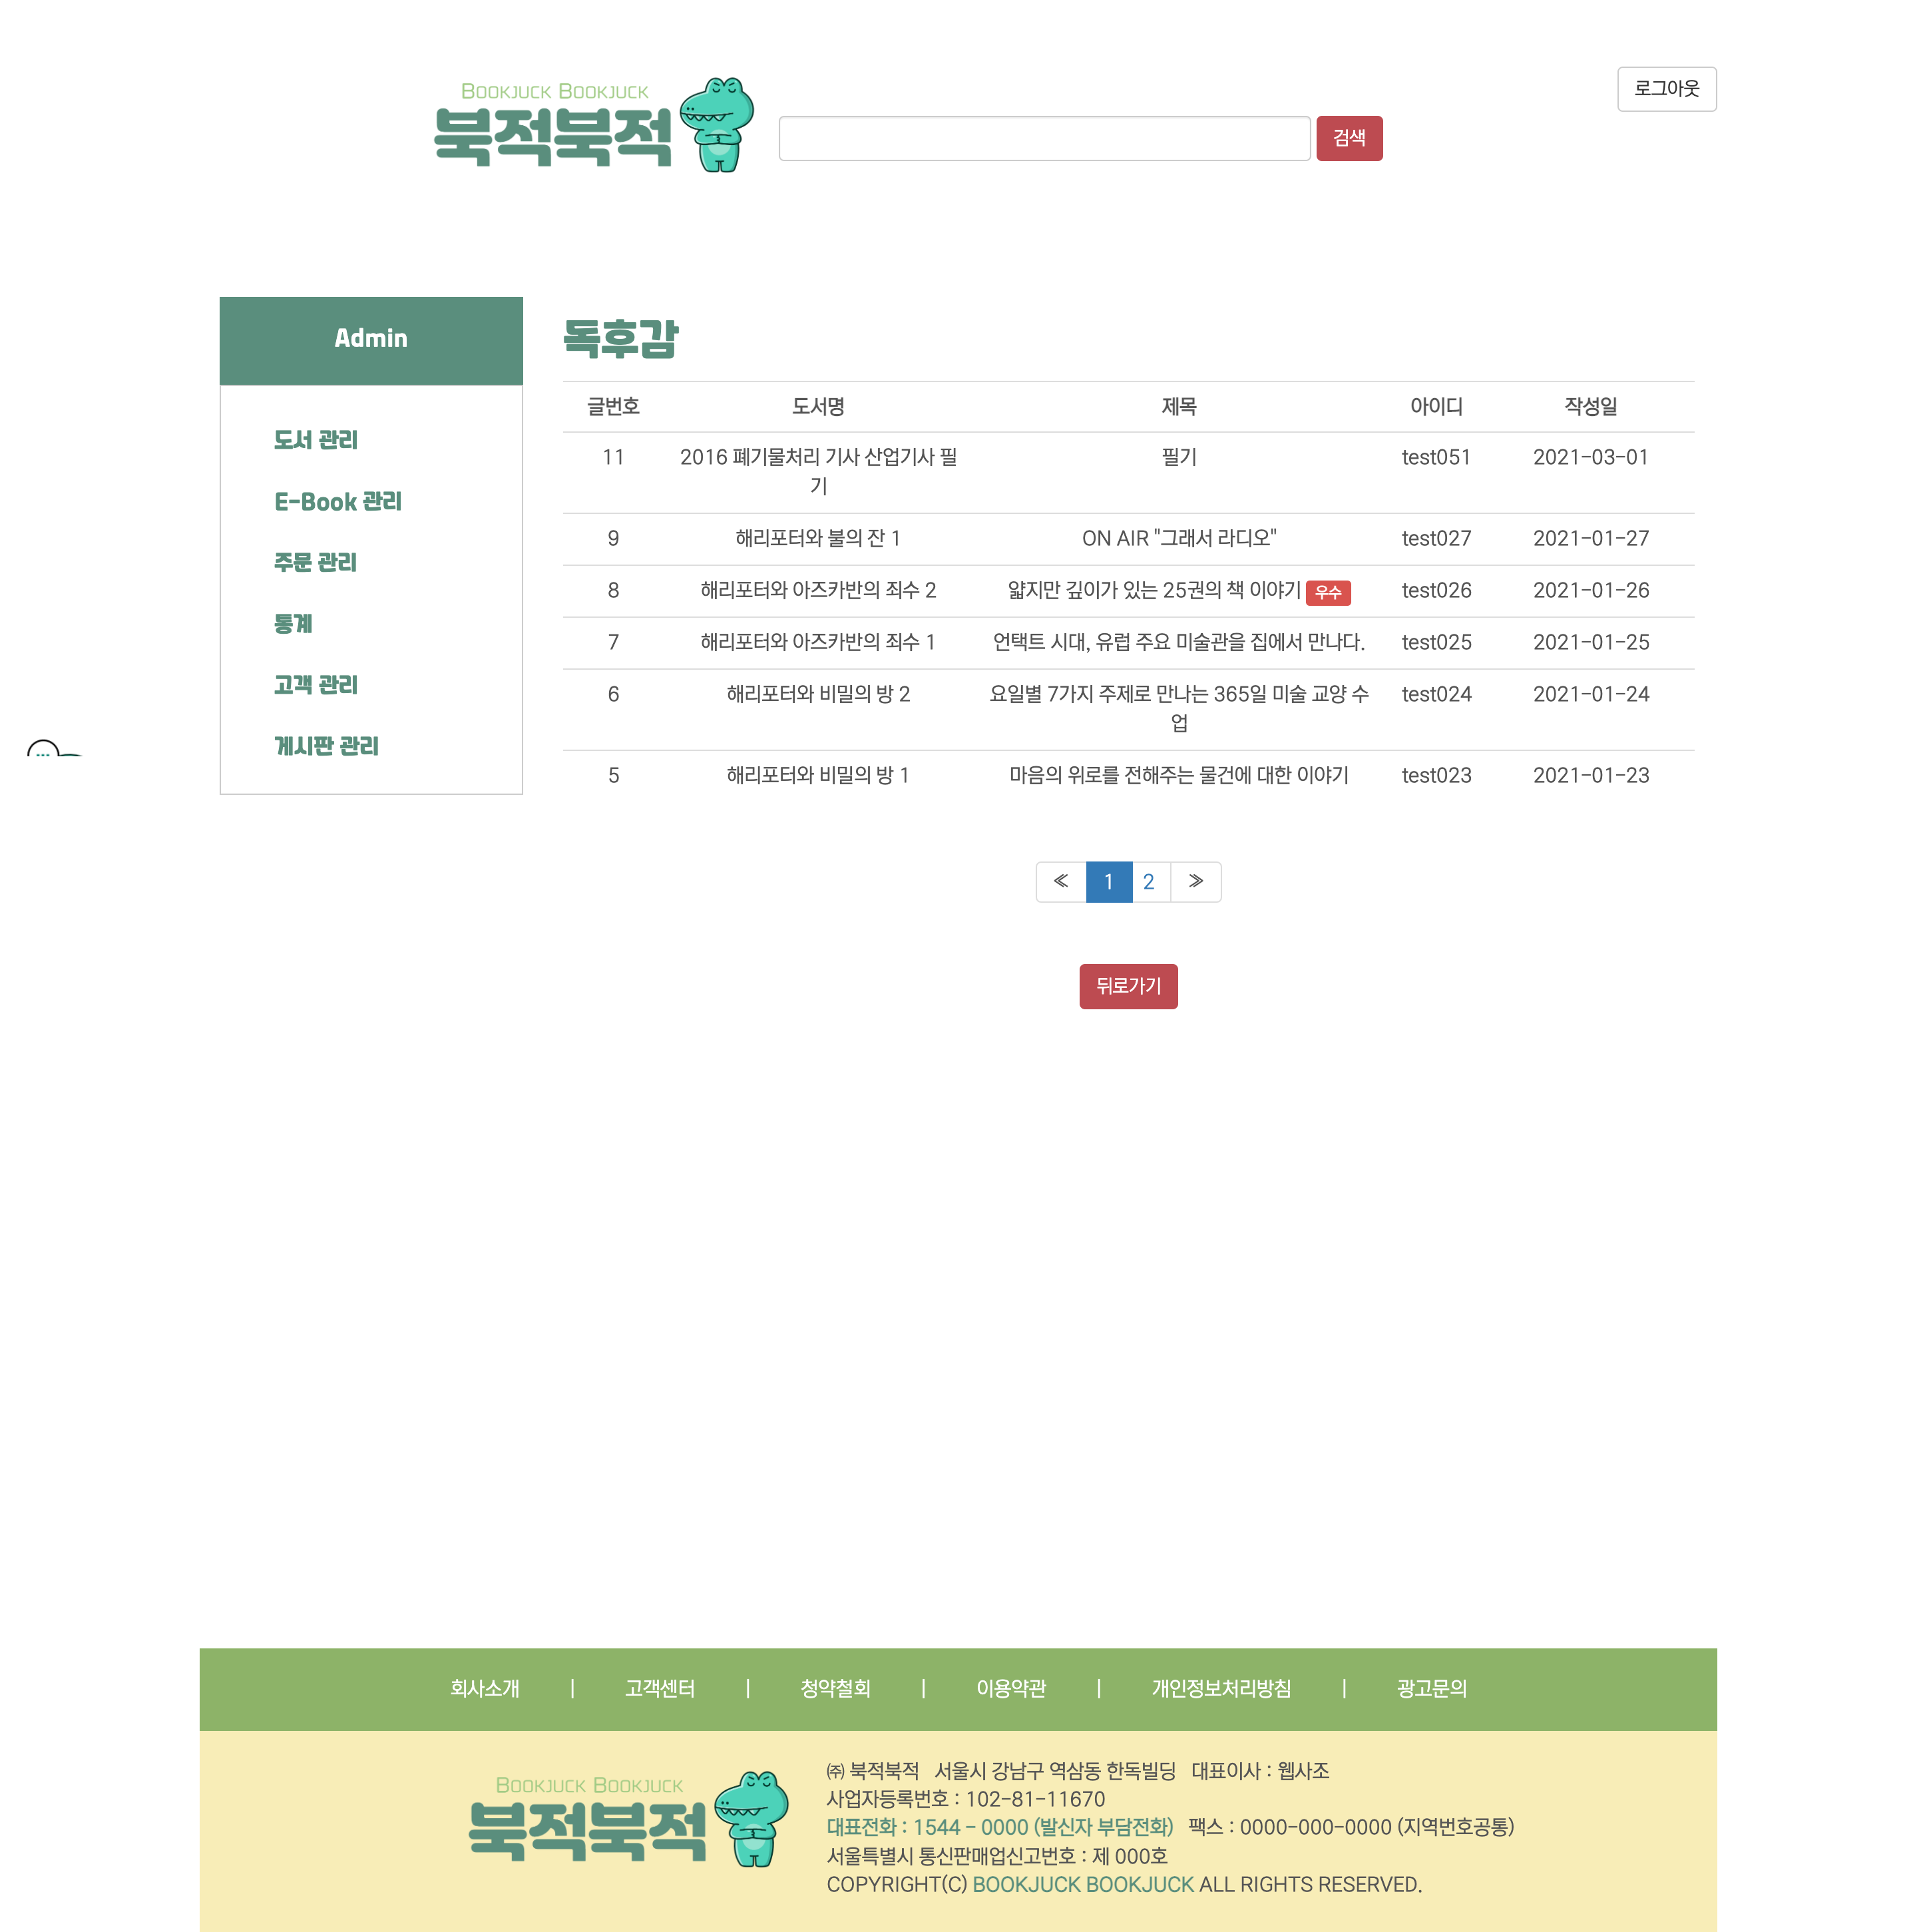 BOOKJUCK BOOKJUCK
북적북적
검색
로그아웃
Admin
도서 관리
E-Book 관리
주문 관리
통계
고객 관리
게시판 관리
독후감
글번호 도서명 제목 아이디 작성일
11 2016 폐기물처리 기사 산업기사 필 필기 test051 2021-03-01
기
9 해리포터와 불의 잔 1 ON AIR "그래서 라디오" test027 2021-01-27
8 해리포터와 아즈카반의 죄수 2 얇지만 깊이가 있는 25권의 책 이야기 우수 test026 2021-01-26
7 해리포터와 아즈카반의 죄수 1 언택트 시대, 유럽 주요 미술관을 집에서 만나다. test025 2021-01-25
6 해리포터와 비밀의 방 2 요일별 7가지 주제로 만나는 365일 미술 교양 수 test024 2021-01-24
업
5 해리포터와 비밀의 방 1 마음의 위로를 전해주는 물건에 대한 이야기 test023 2021-01-23
≪ 1 2 ≫
뒤로가기
회사소개 | 고객센터 | 청약철회 | 이용약관 | 개인정보처리방침 | 광고문의
BOOKJUCK BOOKJUCK
북적북적
㈜ 북적북적 서울시 강남구 역삼동 한독빌딩 대표이사 : 웹사조
사업자등록번호 : 102-81-11670
대표전화 : 1544 - 0000 (발신자 부담전화) 팩스 : 0000-000-0000 (지역번호공통)
서울특별시 통신판매업신고번호 : 제 000호
COPYRIGHT(C) BOOKJUCK BOOKJUCK ALL RIGHTS RESERVED.